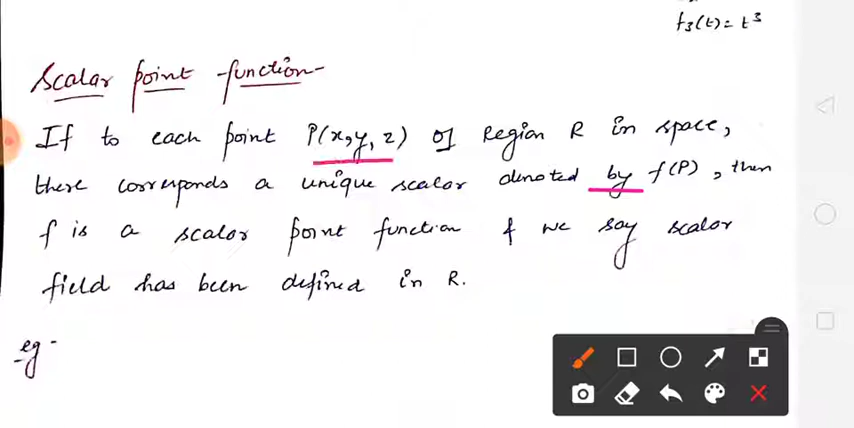 f₃(t) = t³
Scalar point function-
If to each point P(x,y,z) of Region R in space,
there corresponds a unique scalar denoted by f(P), then
f is a scalar point function & we say scalar
field has been defined in R.
eg -